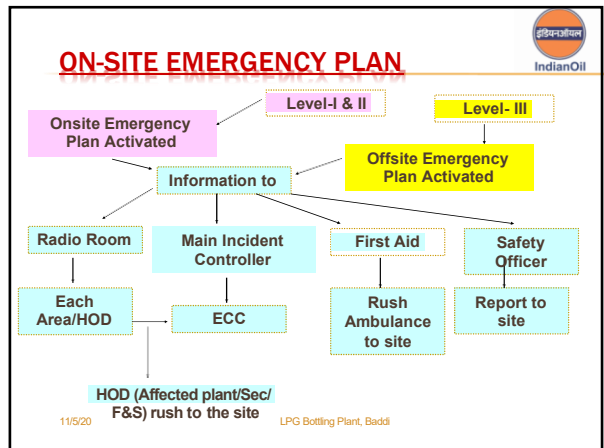 इंडियनऑयल
IndianOil
ON-SITE EMERGENCY PLAN
Level-I & II
Level- III
Onsite Emergency
Plan Activated
Offsite Emergency
Plan Activated
Information to
Radio Room
Main Incident
Controller
First Aid
Safety
Officer
Each
Area/HOD
ECC
Rush
Ambulance
to site
Report to
site
HOD (Affected plant/Sec/
F&S) rush to the site
11/5/20
LPG Bottling Plant, Baddi